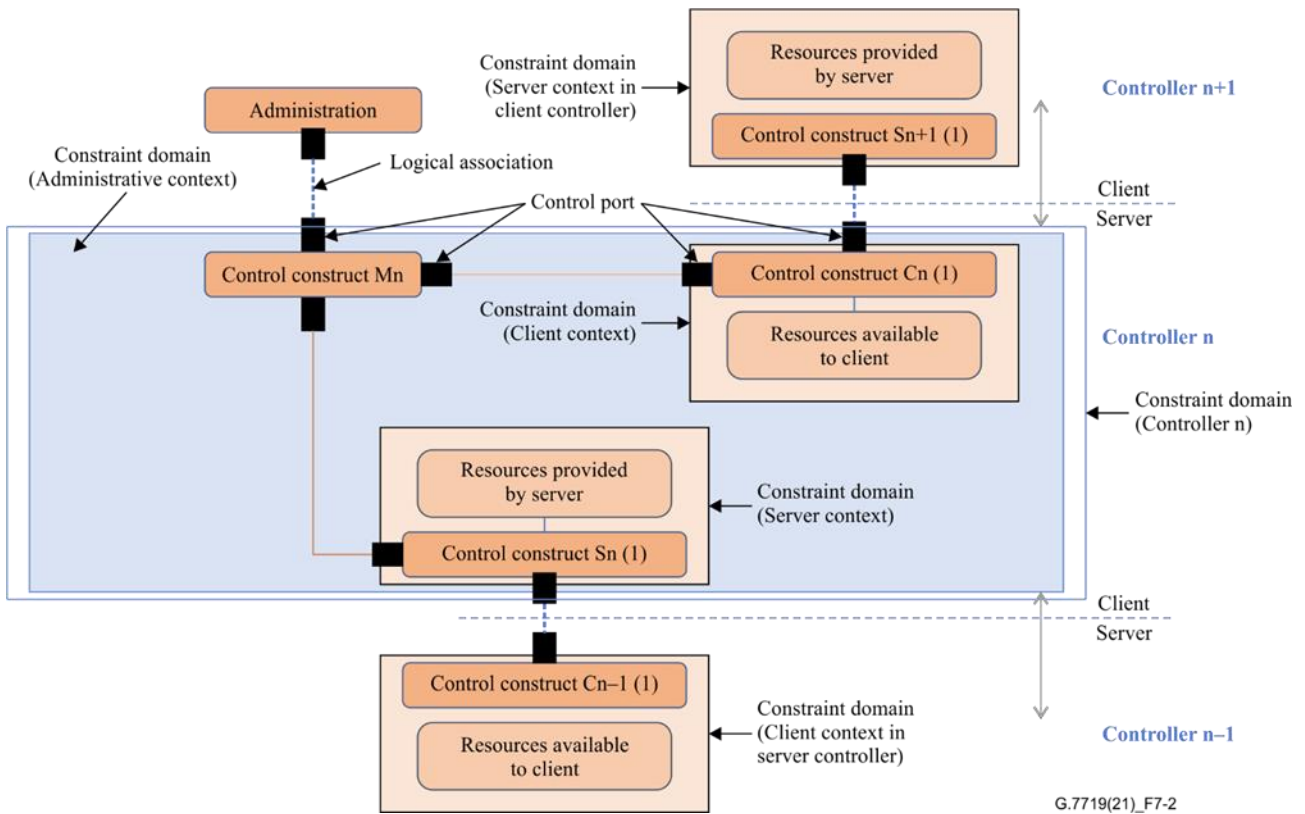 Constraint domain
(Server context in
client controller)
Resources provided
by server
Control construct Sn+1 (1)
Controller n+1
Administration
Constraint domain
(Administrative context)
Logical association
Control port
Client
Server
Control construct Mn
Control construct Cn (1)
Constraint domain
(Client context)
Resources available
to client
Controller n
Constraint domain
(Controller n)
Resources provided
by server
Control construct Sn (1)
Constraint domain
(Server context)
Client
Server
Control construct Cn–1 (1)
Resources available
to client
Constraint domain
(Client context in
server controller)
Controller n–1
G.7719(21)_F7-2